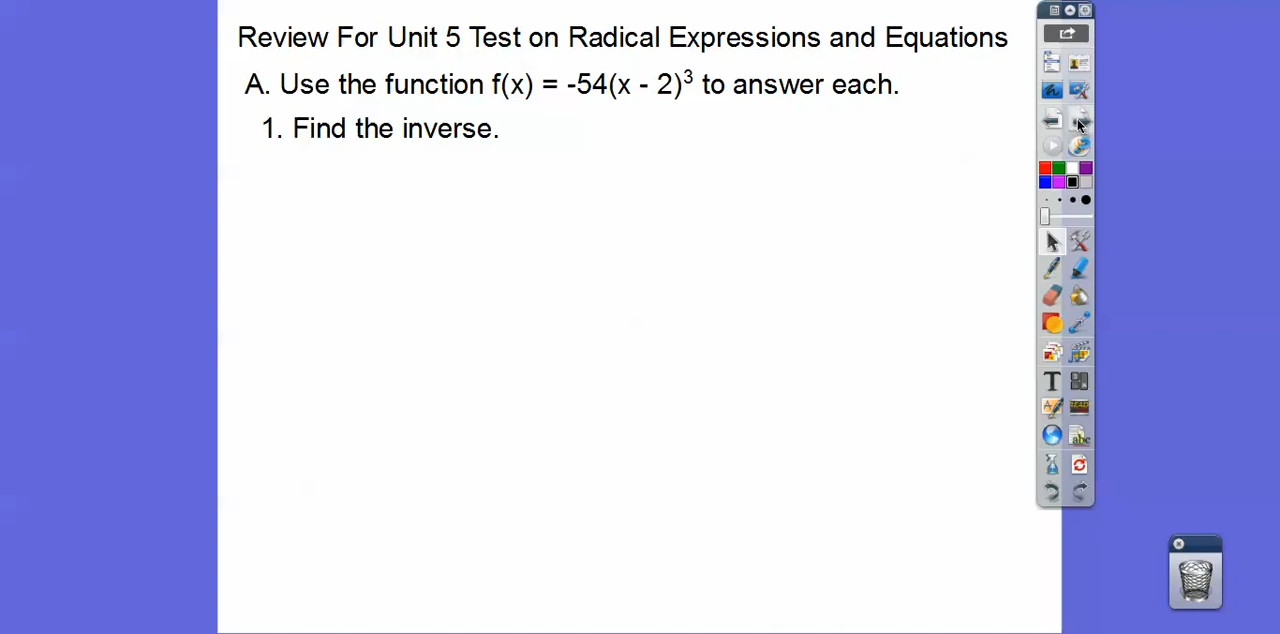 Review For Unit 5 Test on Radical Expressions and Equations
A. Use the function f(x) = -54(x - 2)³ to answer each.
1. Find the inverse.